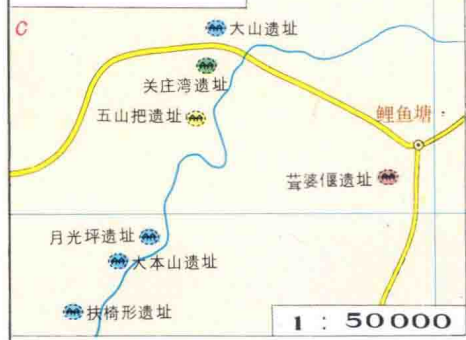 C
大山遗址
关庄湾遗址
五山把遗址
鲤鱼塘
茸婆偃遗址
月光坪遗址
大本山遗址
扶椅形遗址
1 : 50000